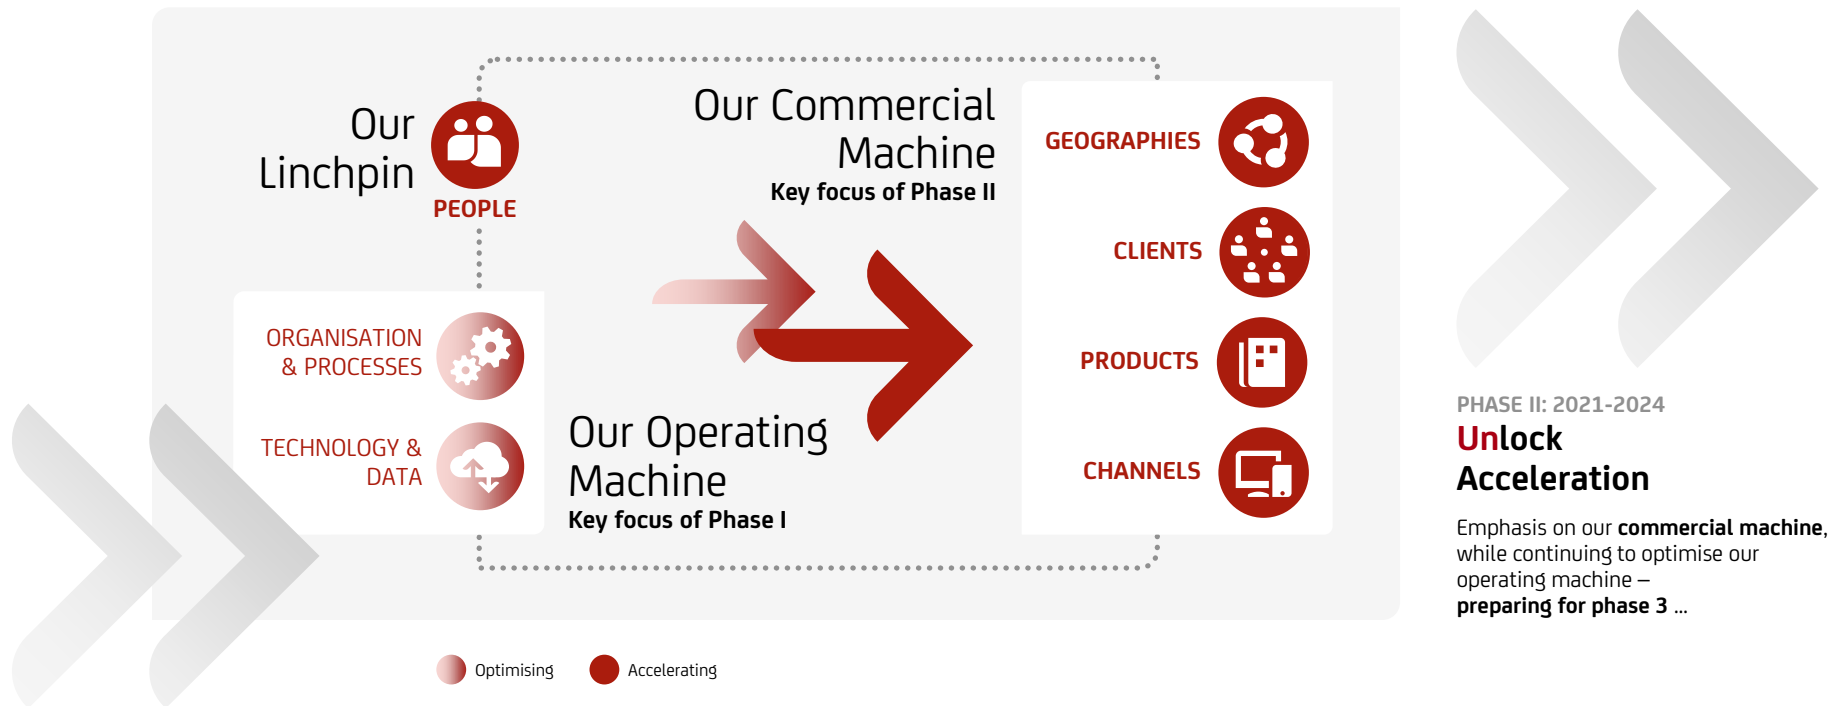 Our
Linchpin
PEOPLE
ORGANISATION
& PROCESSES
TECHNOLOGY &
DATA
Our Operating
Machine
Key focus of Phase I
Our Commercial
Machine
Key focus of Phase II
GEOGRAPHIES
CLIENTS
PRODUCTS
CHANNELS
Optimising
Accelerating
PHASE II: 2021-2024
Unlock
Acceleration
Emphasis on our commercial machine,
while continuing to optimise our
operating machine –
preparing for phase 3 ...